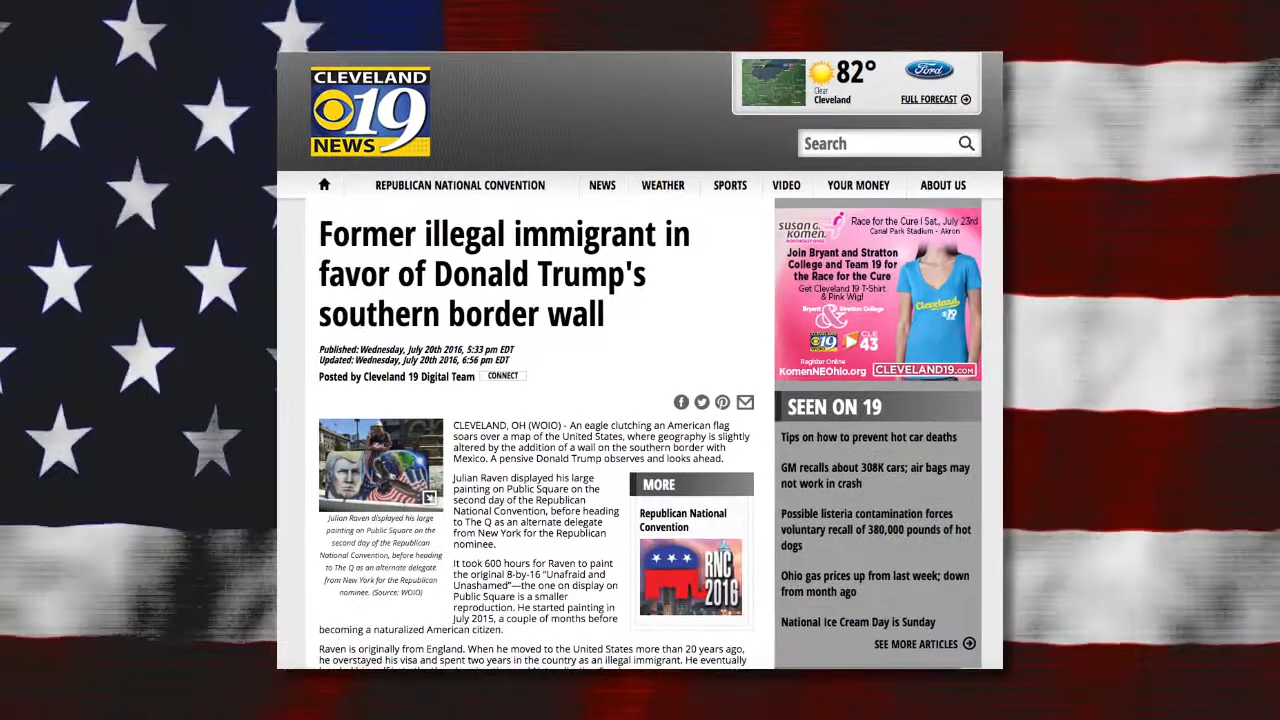 CLEVELAND
19
NEWS
82°
Clear
Cleveland
Ford
FULL FORECAST
Search
REPUBLICAN NATIONAL CONVENTION
NEWS
WEATHER
SPORTS
VIDEO
YOUR MONEY
ABOUT US
Former illegal immigrant in
favor of Donald Trump's
southern border wall
Published: Wednesday, July 20th 2016, 5:33 pm EDT
Updated: Wednesday, July 20th 2016, 6:56 pm EDT
Posted by Cleveland 19 Digital Team
CONNECT
Julian Raven displayed his large
painting on Public Square on the
second day of the Republican
National Convention, before heading
to The Q as an alternate delegate
from New York for the Republican
nominee. (Source: WOIO)
CLEVELAND, OH (WOIO) - An eagle clutching an American flag
soars over a map of the United States, where geography is slightly
altered by the addition of a wall on the southern border with
Mexico. A pensive Donald Trump observes and looks ahead.
Julian Raven displayed his large
painting on Public Square on the
second day of the Republican
National Convention, before heading
to The Q as an alternate delegate
from New York for the Republican
nominee.
It took 600 hours for Raven to paint
the original 8-by-16 "Unafraid and
Unashamed"—the one on display on
Public Square is a smaller
reproduction. He started painting in
July 2015, a couple of months before
becoming a naturalized American citizen.
Raven is originally from England. When he moved to the United States more than 20 years ago,
he overstayed his visa and spent two years in the country as an illegal immigrant. He eventually
MORE
Republican National
Convention
RNC
2016
susan g.
komen.
NORTHEAST OHIO
Race for the Cure I Sat., July 23rd
Canal Park Stadium - Akron
Join Bryant and Stratton
College and Team 19 for
the Race for the Cure
Get Cleveland 19 T-Shirt
& Pink Wig!
Bryant & Stratton College
19
CLE
43
Register Online
KomenNEOhio.org
Cleveland
19
CLEVELAND19.COM
SEEN ON 19
Tips on how to prevent hot car deaths
GM recalls about 308K cars; air bags may
not work in crash
Possible listeria contamination forces
voluntary recall of 380,000 pounds of hot
dogs
Ohio gas prices up from last week; down
from month ago
National Ice Cream Day is Sunday
SEE MORE ARTICLES